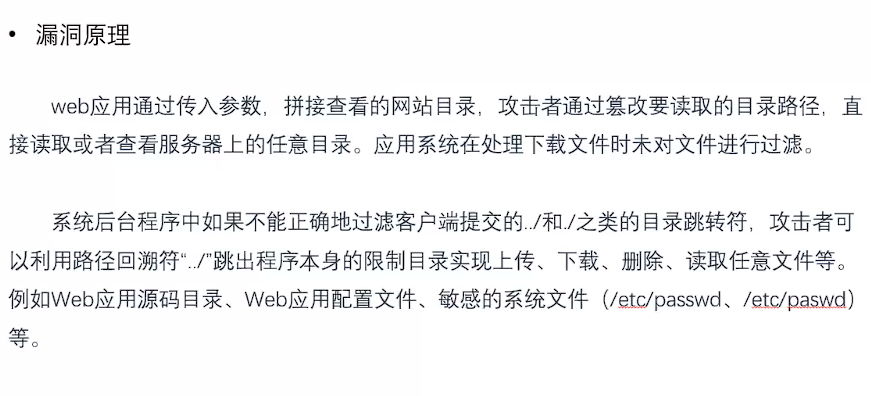 • 漏洞原理
web应用通过传入参数，拼接查看的网站目录，攻击者通过篡改要读取的目录路径，直
接读取或者查看服务器上的任意目录。应用系统在处理下载文件时未对文件进行过滤。
系统后台程序中如果不能正确地过滤客户端提交的../和./之类的目录跳转符，攻击者可
以利用路径回溯符“../”跳出程序本身的限制目录实现上传、下载、删除、读取任意文件等。
例如Web应用源码目录、Web应用配置文件、敏感的系统文件（/etc/passwd、/etc/paswd）
等。